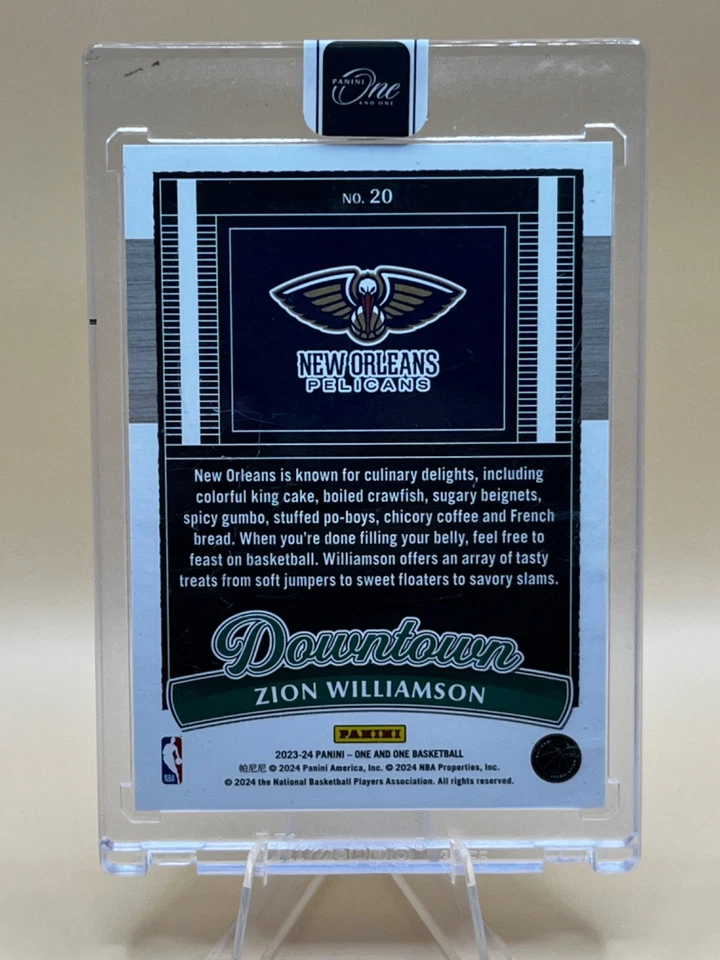 PANINI
One
AND ONE
NO. 20
NEW ORLEANS
PELICANS
New Orleans is known for culinary delights, including
colorful king cake, boiled crawfish, sugary beignets,
spicy gumbo, stuffed po-boys, chicory coffee and French
bread. When you're done filling your belly, feel free to
feast on basketball. Williamson offers an array of tasty
treats from soft jumpers to sweet floaters to savory slams.
Downtown
ZION WILLIAMSON
PANINI
2023-24 PANINI – ONE AND ONE BASKETBALL
帕尼尼 © 2024 Panini America, Inc. © 2024 NBA Properties, Inc.
© 2024 the National Basketball Players Association. All rights reserved.
NBA